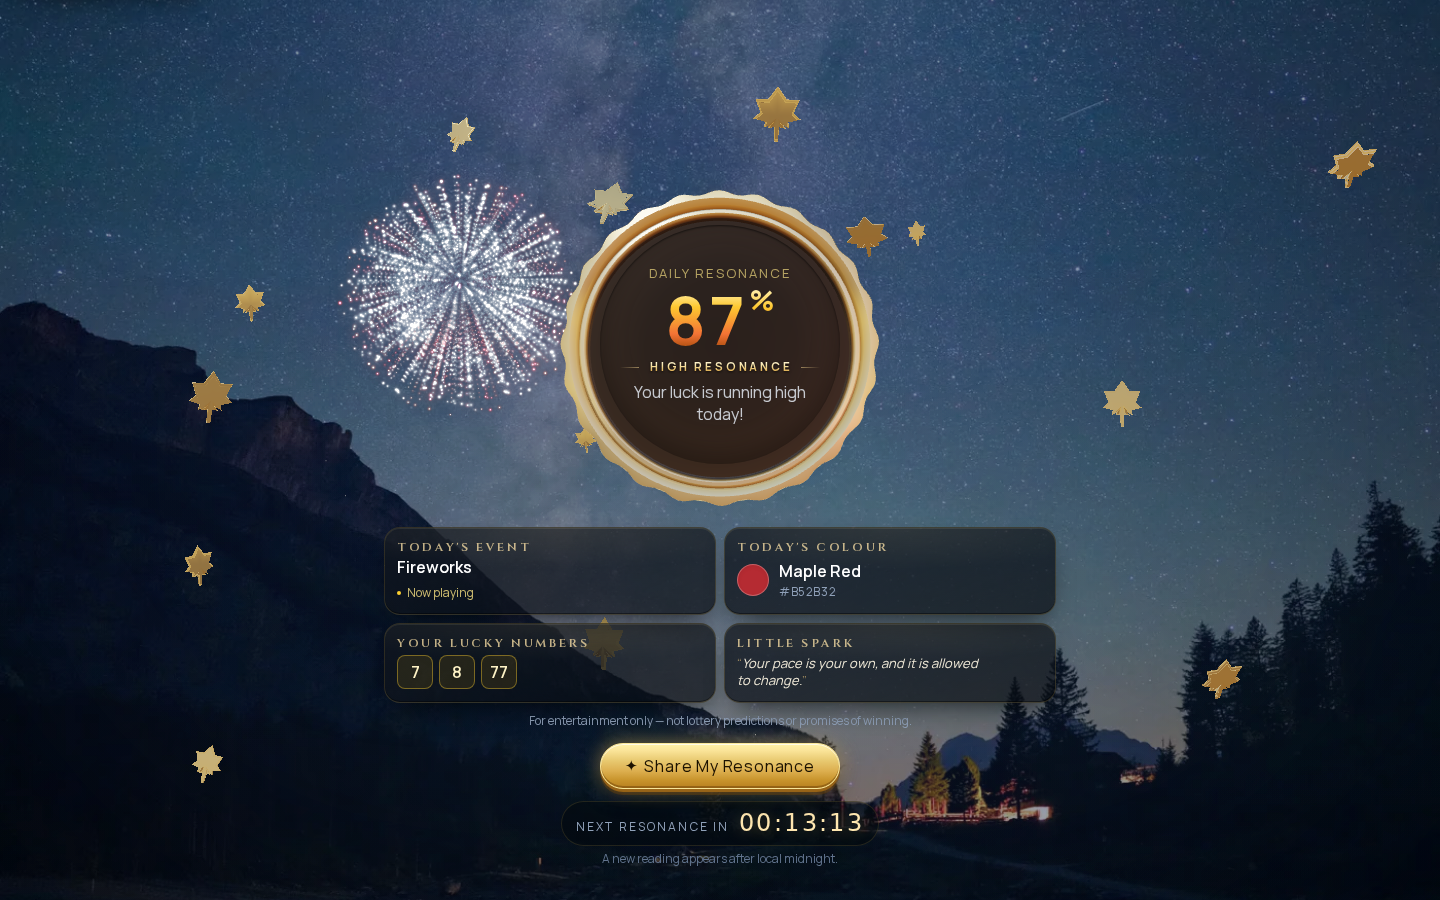 DAILY RESONANCE
87%
HIGH RESONANCE
Your luck is running high
today!
TODAY'S EVENT
Fireworks
• Now playing
TODAY'S COLOUR
Maple Red
#B52B32
YOUR LUCKY NUMBERS
7 8 77
LITTLE SPARK
"Your pace is your own, and it is allowed
to change."
For entertainment only — not lottery predictions or promises of winning.
✦ Share My Resonance
NEXT RESONANCE IN 00:13:13
A new reading appears after local midnight.